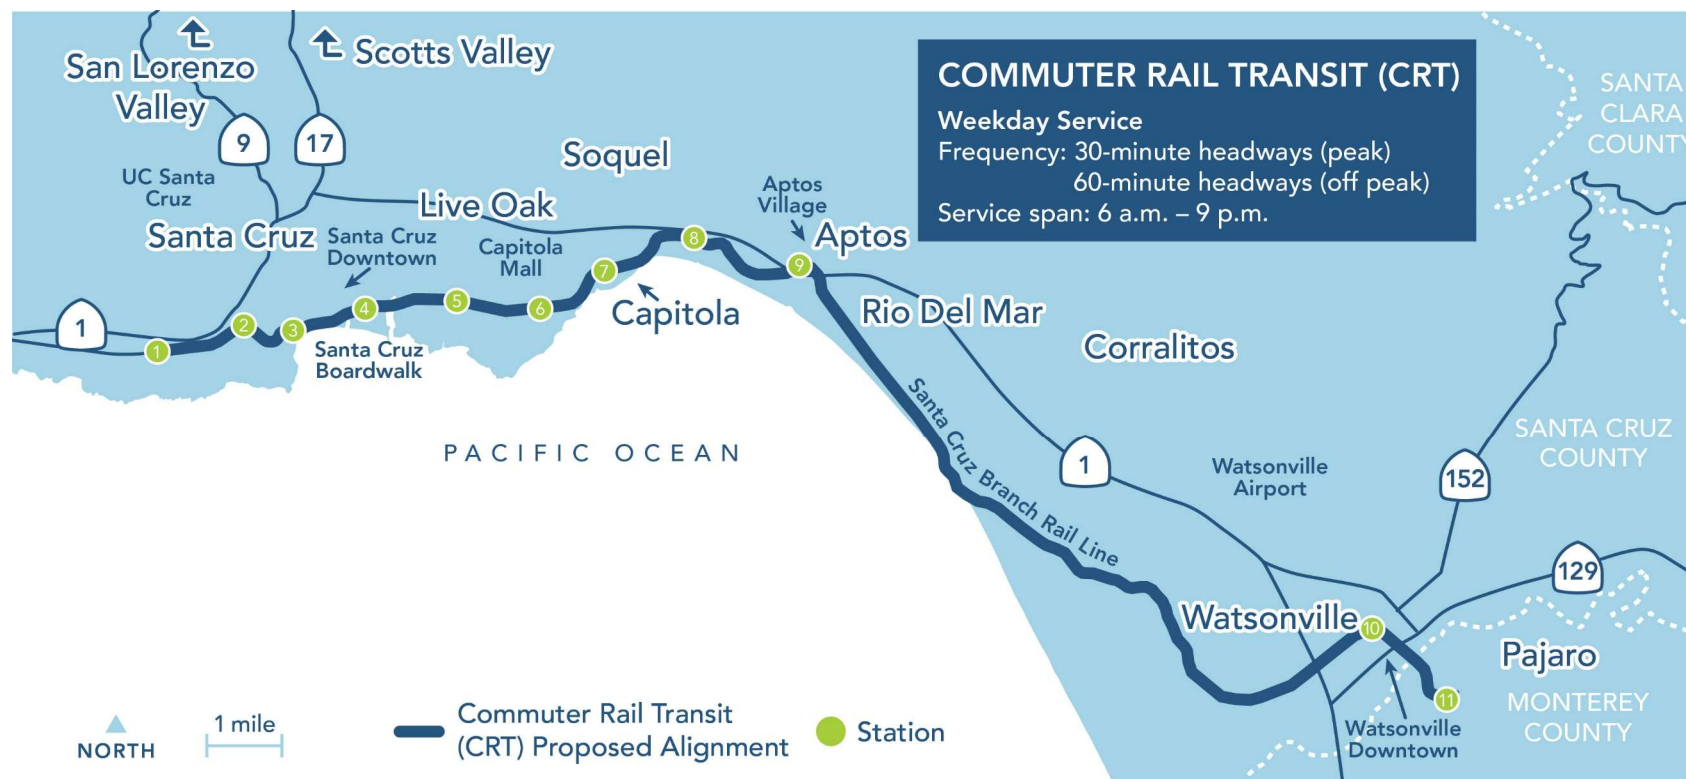 San Lorenzo
Valley
Scotts Valley
9
17
UC Santa
Cruz
Santa Cruz
Santa Cruz
Downtown
Live Oak
Soquel
Capitola
Mall
Aptos
Village
Aptos
COMMUTER RAIL TRANSIT (CRT)
Weekday Service
Frequency: 30-minute headways (peak)
60-minute headways (off peak)
Service span: 6 a.m. – 9 p.m.
SANTA
CLARA
COUNTY
1
1
2
3
4
5
6
7
8
9
Santa Cruz
Boardwalk
Capitola
Rio Del Mar
Corralitos
PACIFIC OCEAN
Santa Cruz Branch Rail Line
1
Watsonville
Airport
152
SANTA CRUZ
COUNTY
129
Watsonville
10
Pajaro
11
MONTEREY
COUNTY
Watsonville
Downtown
NORTH
1 mile
Commuter Rail Transit
(CRT) Proposed Alignment
Station